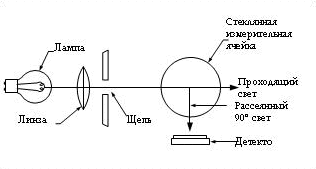 Стеклянная
измерительная
ячейка
Лампа
Проходящий
свет
Рассеянный
90° свет
Линза
Щель
Детекто